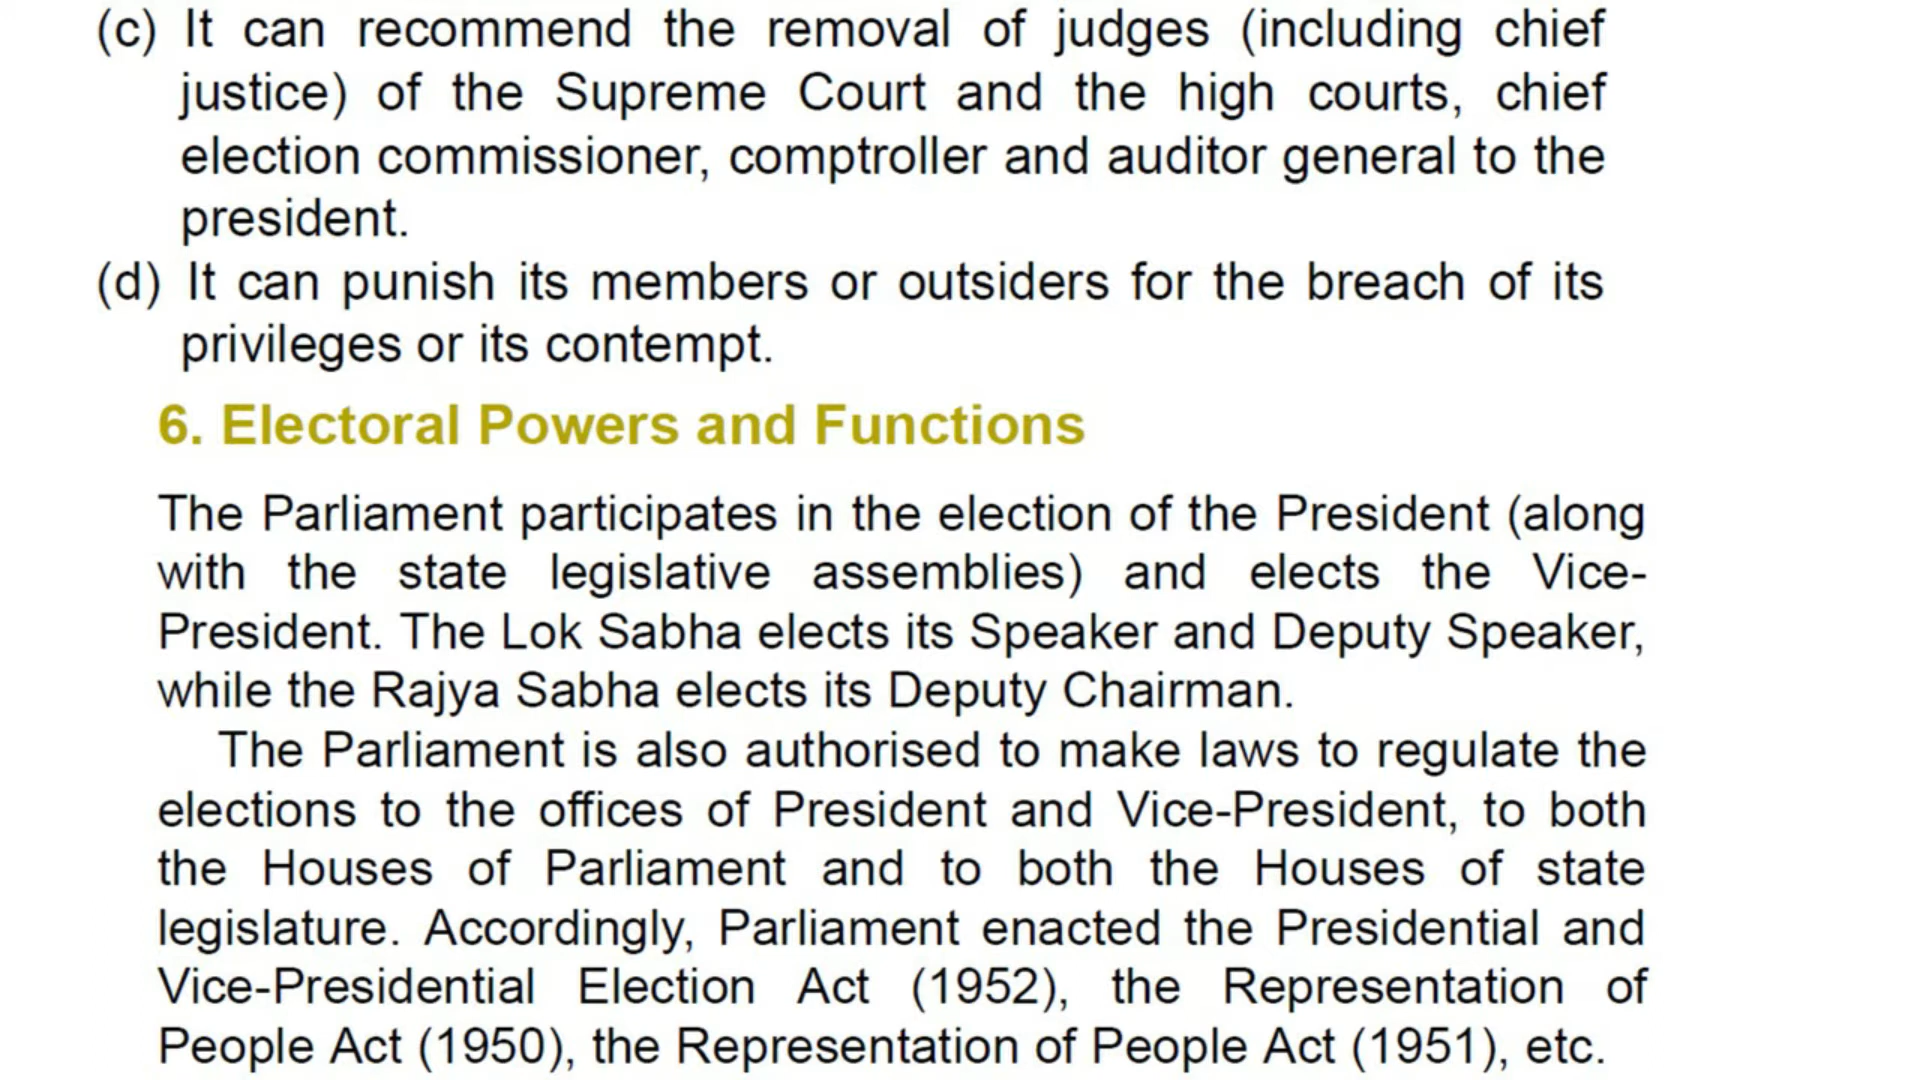 (c) It can recommend the removal of judges (including chief
justice) of the Supreme Court and the high courts, chief
election commissioner, comptroller and auditor general to the
president.
(d) It can punish its members or outsiders for the breach of its
privileges or its contempt.
6. Electoral Powers and Functions
The Parliament participates in the election of the President (along
with the state legislative assemblies) and elects the Vice-
President. The Lok Sabha elects its Speaker and Deputy Speaker,
while the Rajya Sabha elects its Deputy Chairman.
The Parliament is also authorised to make laws to regulate the
elections to the offices of President and Vice-President, to both
the Houses of Parliament and to both the Houses of state
legislature. Accordingly, Parliament enacted the Presidential and
Vice-Presidential Election Act (1952), the Representation of
People Act (1950), the Representation of People Act (1951), etc.